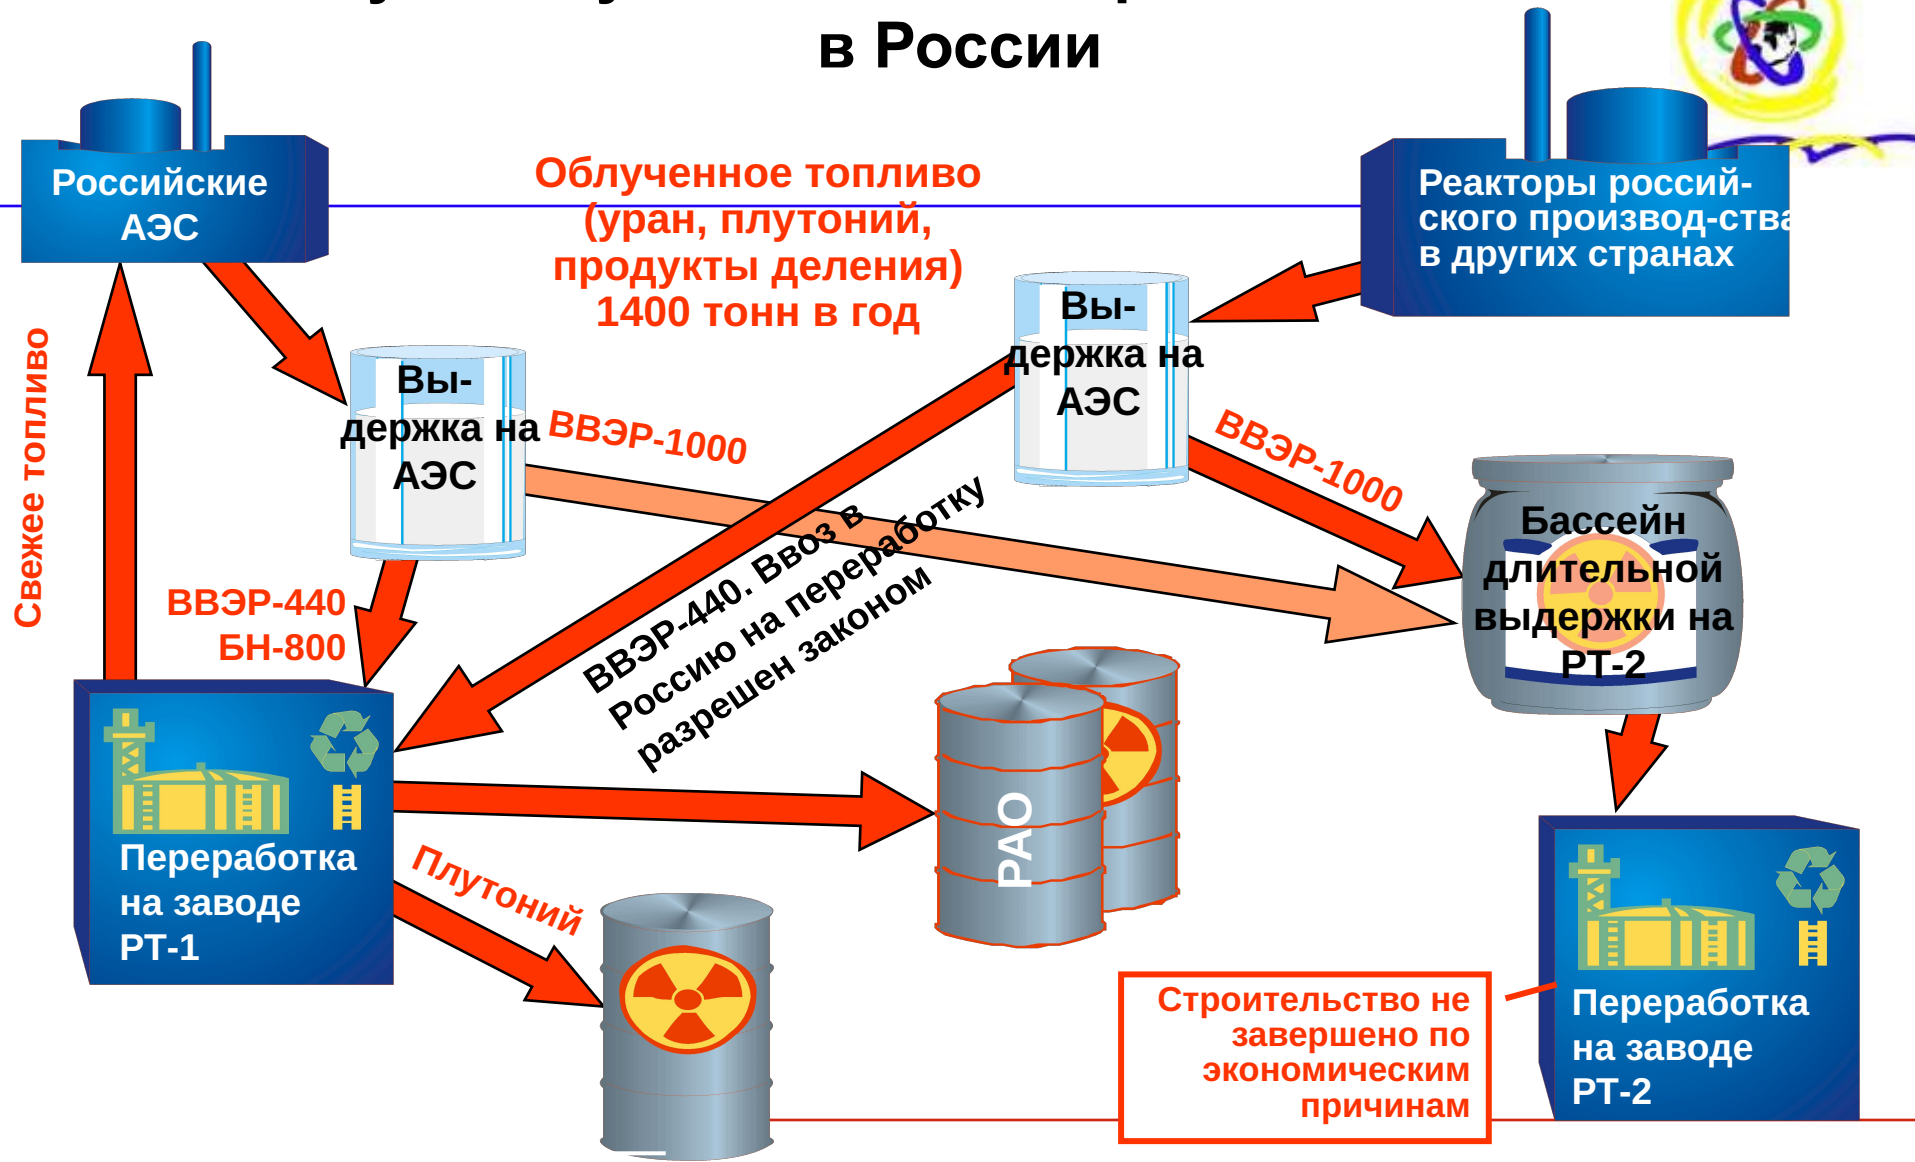 в России
Российские
АЭС
Облученное топливо
(уран, плутоний,
продукты деления)
1400 тонн в год
Реакторы россий-
ского производ-ства
в других странах
Вы-
держка на
АЭС
Вы-
держка на
АЭС
Свежее топливо
ВВЭР-1000
ВВЭР-1000
ВВЭР-440. Ввоз в
Россию на переработку
разрешен законом
ВВЭР-440
БН-800
Бассейн
длительной
выдержки на
РТ-2
Переработка
на заводе
РТ-1
РАО
Плутоний
Строительство не
завершено по
экономическим
причинам
Переработка
на заводе
РТ-2